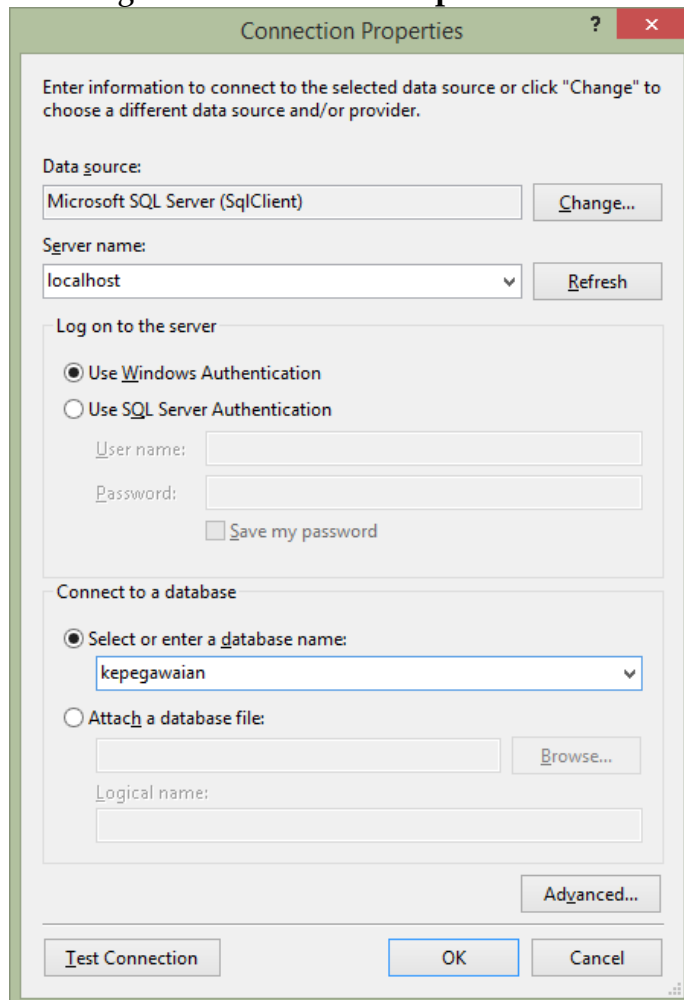 Connection Properties
?
Enter information to connect to the selected data source or click "Change" to
choose a different data source and/or provider.
Data source:
Microsoft SQL Server (SqlClient)
Change...
Server name:
localhost
Refresh
Log on to the server
Use Windows Authentication
Use SQL Server Authentication
User name:
Password:
Save my password
Connect to a database
Select or enter a database name:
kepegawaian
Attach a database file:
Browse...
Logical name:
Advanced...
Test Connection
OK
Cancel